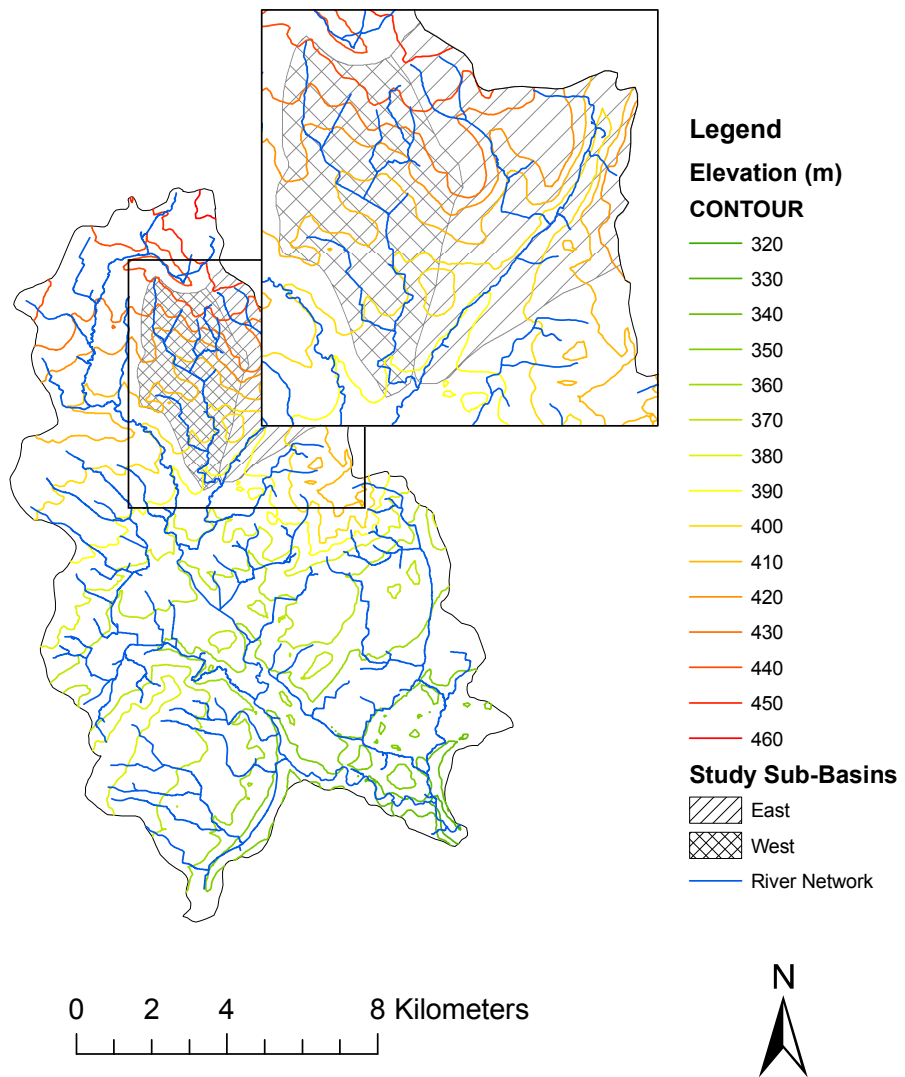 Legend
Elevation (m)
CONTOUR
320
330
340
350
360
370
380
390
400
410
420
430
440
450
460
Study Sub-Basins
East
West
River Network
N
0 2 4 8 Kilometers